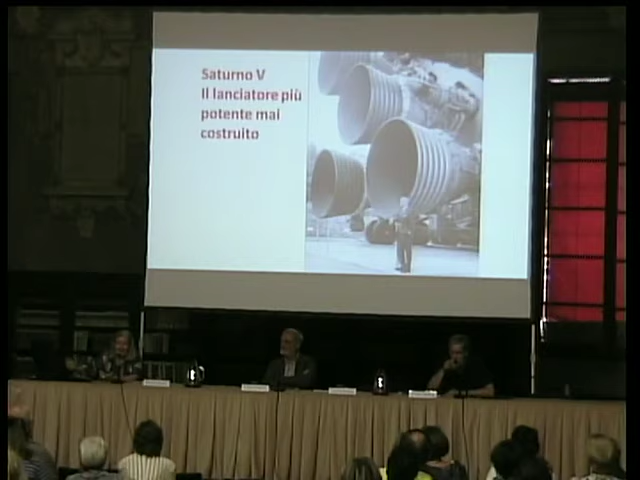 Saturno V
Il lanciatore più
potente mai
costruito